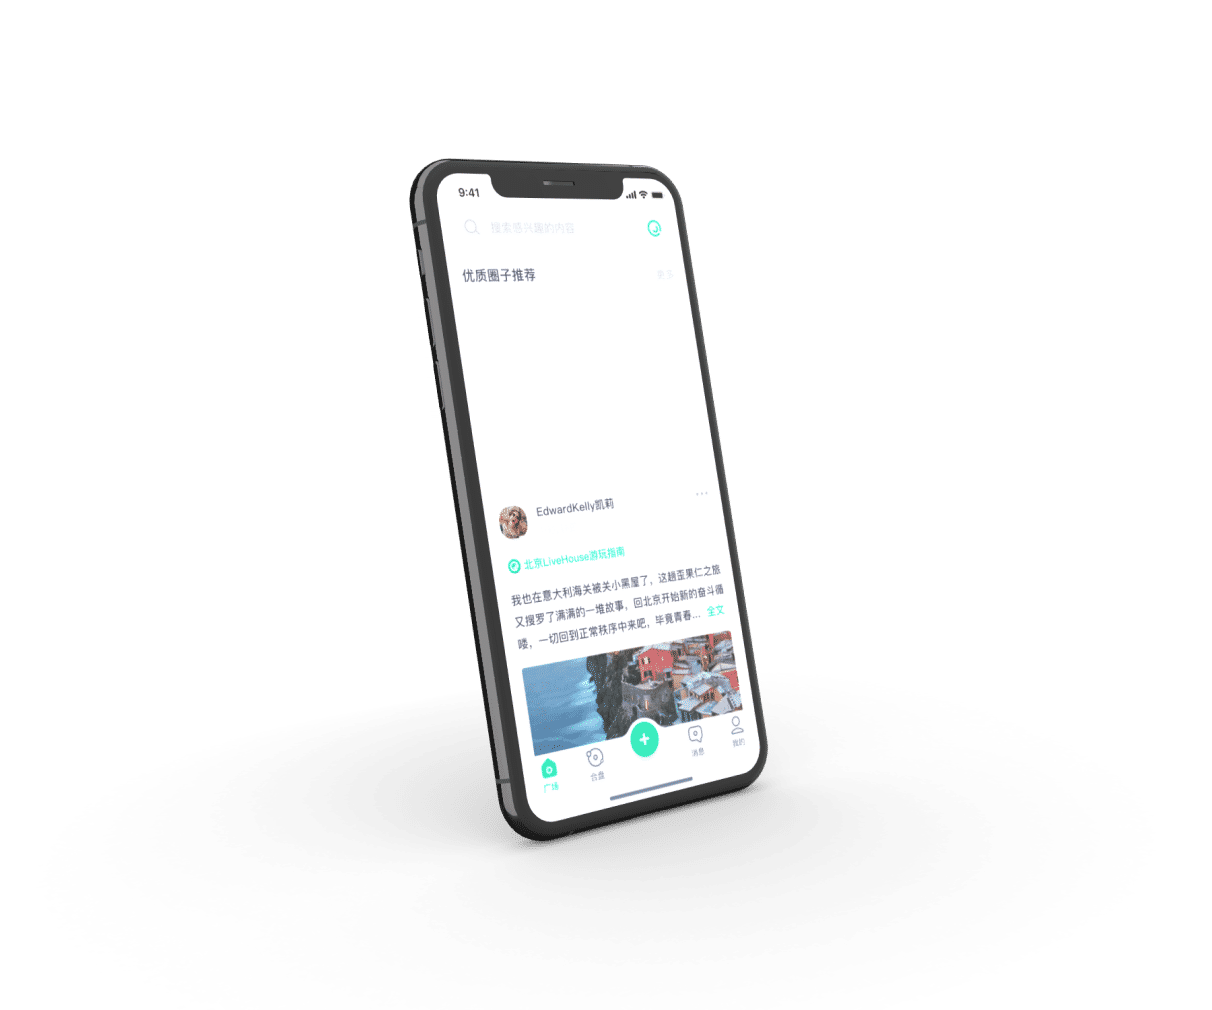 9:41
搜索感兴趣的内容
优质圈子推荐
更多
EdwardKelly凯莉
北京LiveHouse游玩指南
我也在意大利海关被关小黑屋了，这趟歪果仁之旅
又搜罗了满满的一堆故事，回北京开始新的奋斗循
喽，一切回到正常秩序中来吧，毕竟青春... 全文
广场
合盘
消息
我的